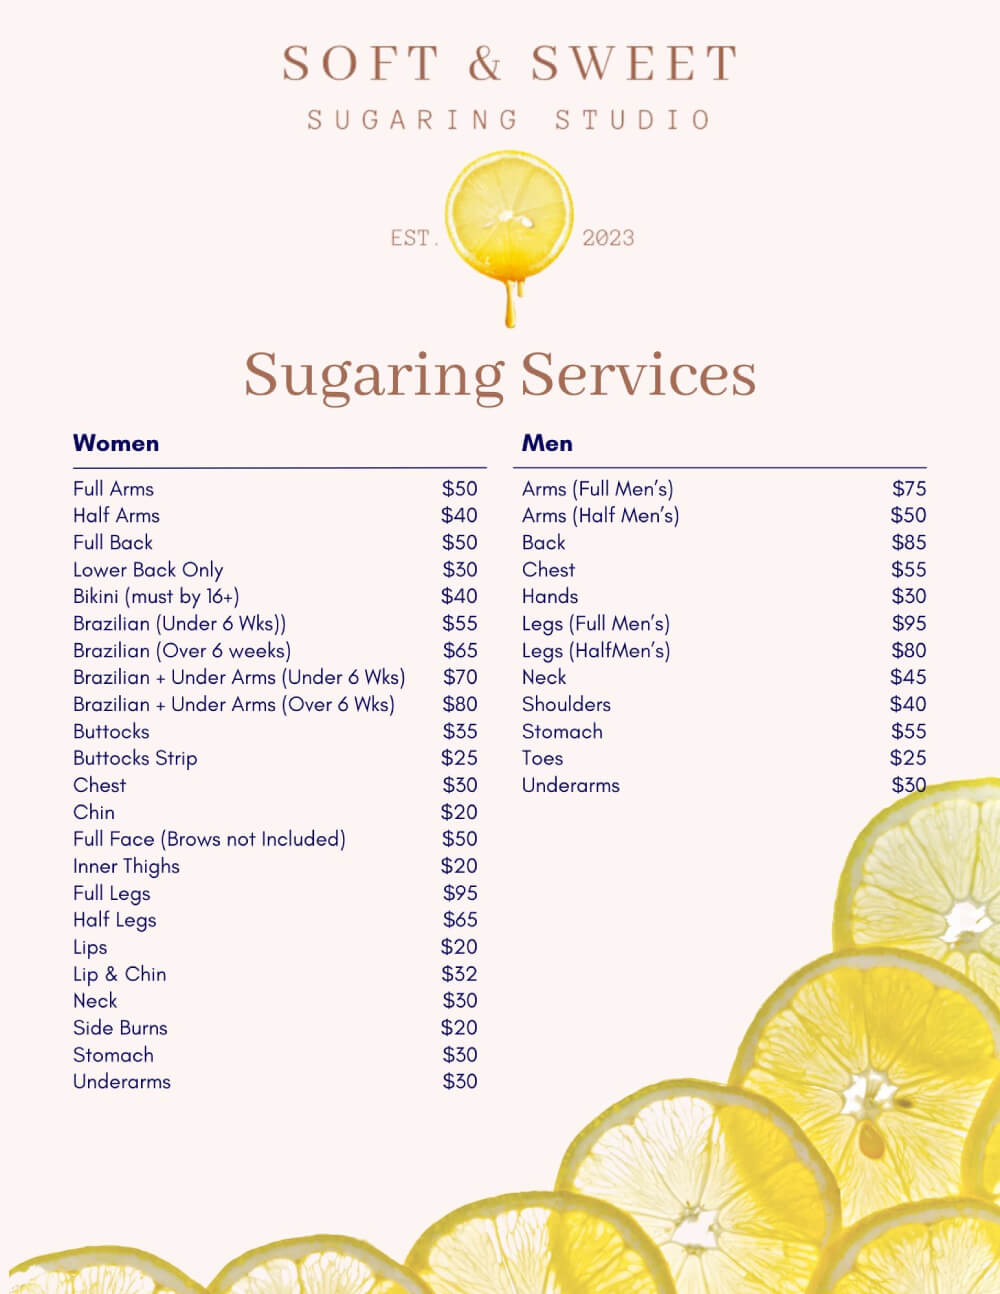 SOFT & SWEET
SUGARING STUDIO
EST. 2023
Sugaring Services
Women
Full Arms $50
Half Arms $40
Full Back $50
Lower Back Only $30
Bikini (must by 16+) $40
Brazilian (Under 6 Wks)) $55
Brazilian (Over 6 weeks) $65
Brazilian + Under Arms (Under 6 Wks) $70
Brazilian + Under Arms (Over 6 Wks) $80
Buttocks $35
Buttocks Strip $25
Chest $30
Chin $20
Full Face (Brows not Included) $50
Inner Thighs $20
Full Legs $95
Half Legs $65
Lips $20
Lip & Chin $32
Neck $30
Side Burns $20
Stomach $30
Underarms $30
Men
Arms (Full Men's) $75
Arms (Half Men's) $50
Back $85
Chest $55
Hands $30
Legs (Full Men's) $95
Legs (HalfMen's) $80
Neck $45
Shoulders $40
Stomach $55
Toes $25
Underarms $30